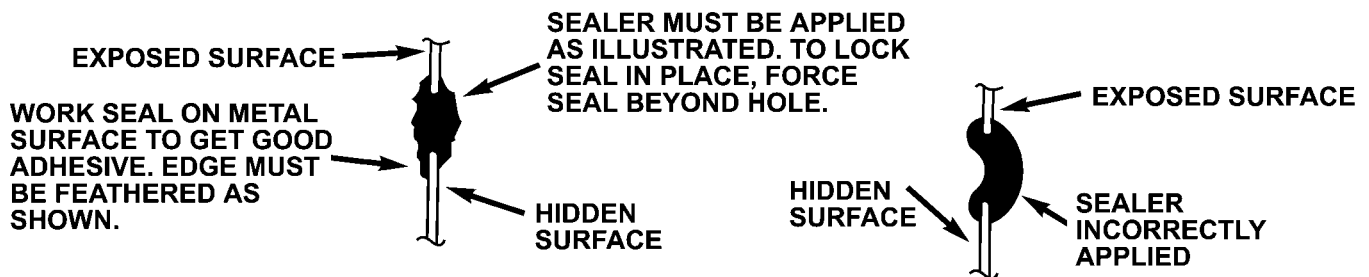 EXPOSED SURFACE
WORK SEAL ON METAL
SURFACE TO GET GOOD
ADHESIVE. EDGE MUST
BE FEATHERED AS
SHOWN.
SEALER MUST BE APPLIED
AS ILLUSTRATED. TO LOCK
SEAL IN PLACE, FORCE
SEAL BEYOND HOLE.
HIDDEN
SURFACE
EXPOSED SURFACE
HIDDEN
SURFACE
SEALER
INCORRECTLY
APPLIED